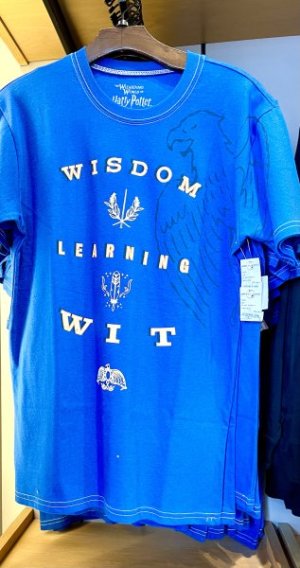 THE
WIZARDING
WORLD OF
Harry Potter
WISDOM
LEARNING
WIT